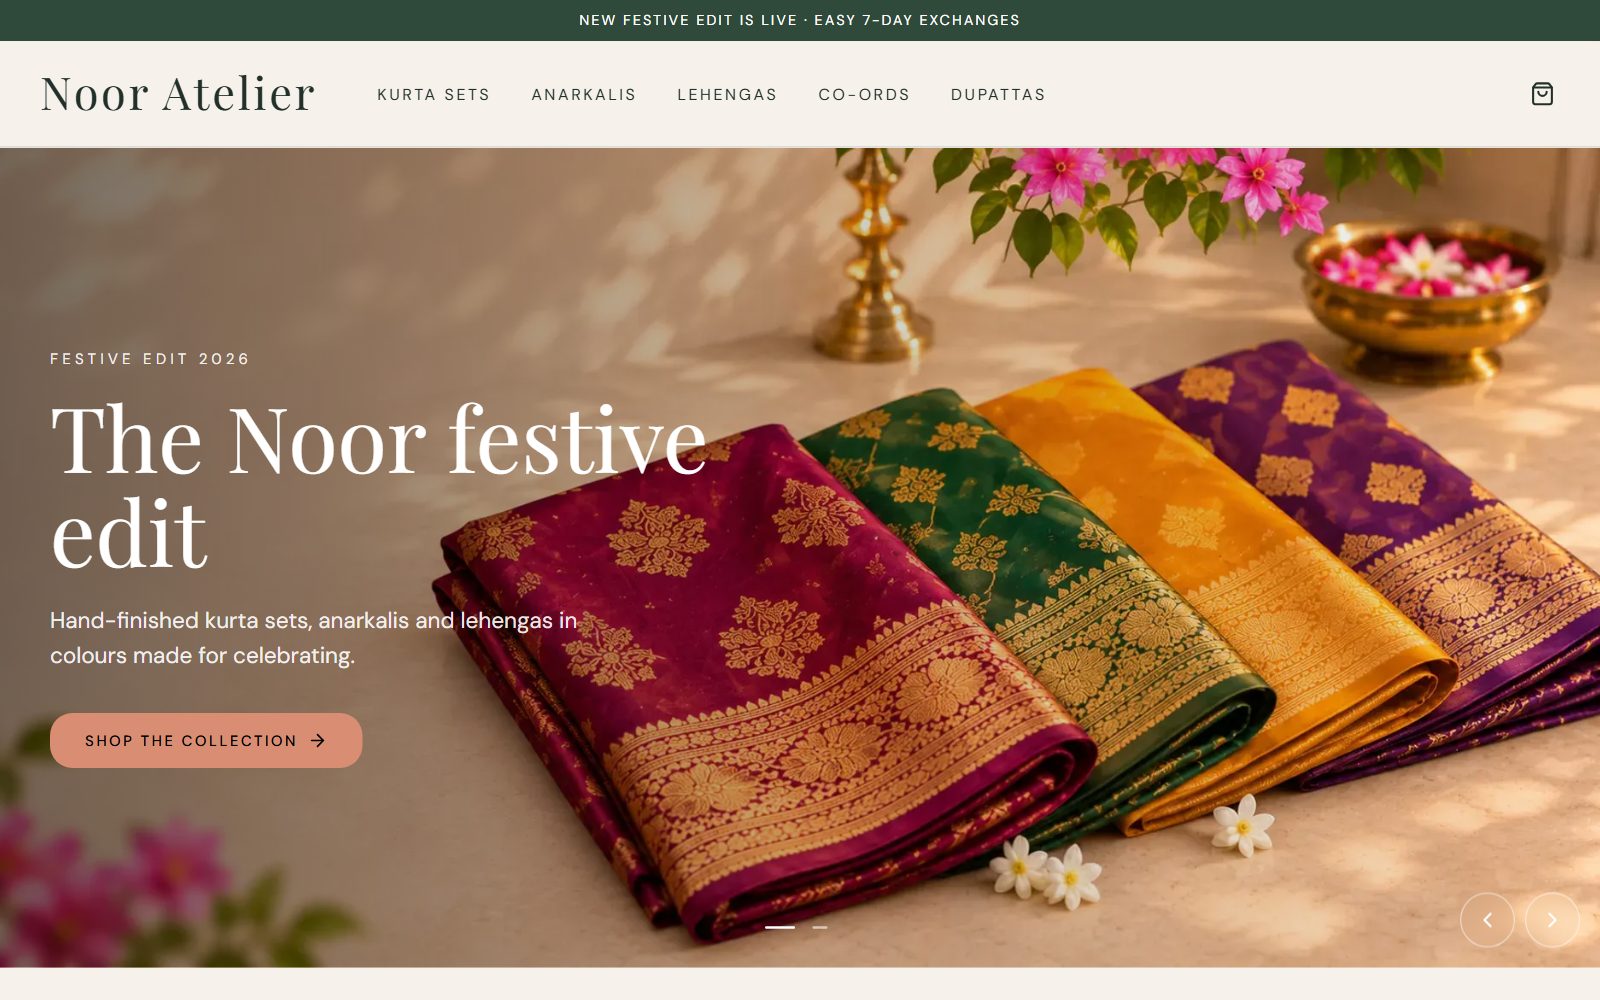 NEW FESTIVE EDIT IS LIVE · EASY 7-DAY EXCHANGES
Noor Atelier
KURTA SETS
ANARKALIS
LEHENGAS
CO-ORDS
DUPATTAS
FESTIVE EDIT 2026
The Noor festive
edit
Hand-finished kurta sets, anarkalis and lehengas in
colours made for celebrating.
SHOP THE COLLECTION